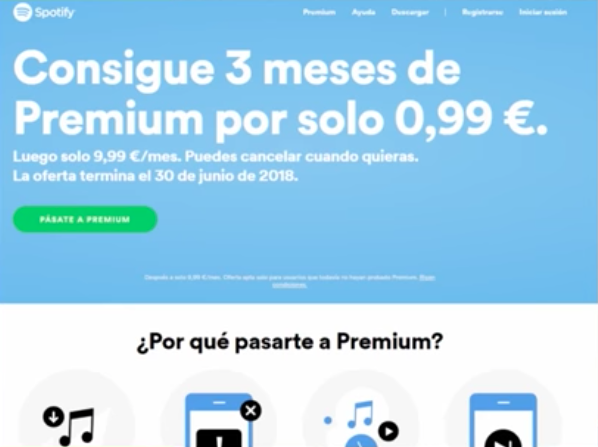 Spotify
Premium Ayuda Descargar | Registrarse Iniciar sesión
Consigue 3 meses de
Premium por solo 0,99 €.
Luego solo 9,99 €/mes. Puedes cancelar cuando quieras.
La oferta termina el 30 de junio de 2018.
PÁSATE A PREMIUM
Después a solo 9,99 €/mes. Oferta solo para usuarios que todavía no hayan probado Premium.
condiciones.
¿Por qué pasarte a Premium?